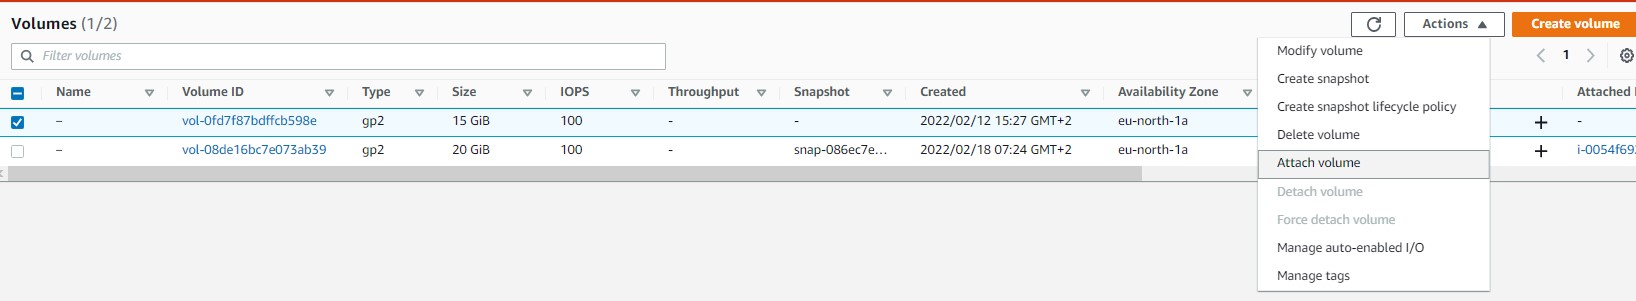 Volumes (1/2)
Actions
Create volume
Filter volumes
1
Name Volume ID Type Size IOPS Throughput Snapshot Created Availability Zone Attached
– vol-0fd7f87bdffcb598e gp2 15 GiB 100 - - 2022/02/12 15:27 GMT+2 eu-north-1a -
– vol-08de16bc7e073ab39 gp2 20 GiB 100 - snap-086ec7e... 2022/02/18 07:24 GMT+2 eu-north-1a i-0054f69
Modify volume
Create snapshot
Create snapshot lifecycle policy
Delete volume
Attach volume
Detach volume
Force detach volume
Manage auto-enabled I/O
Manage tags